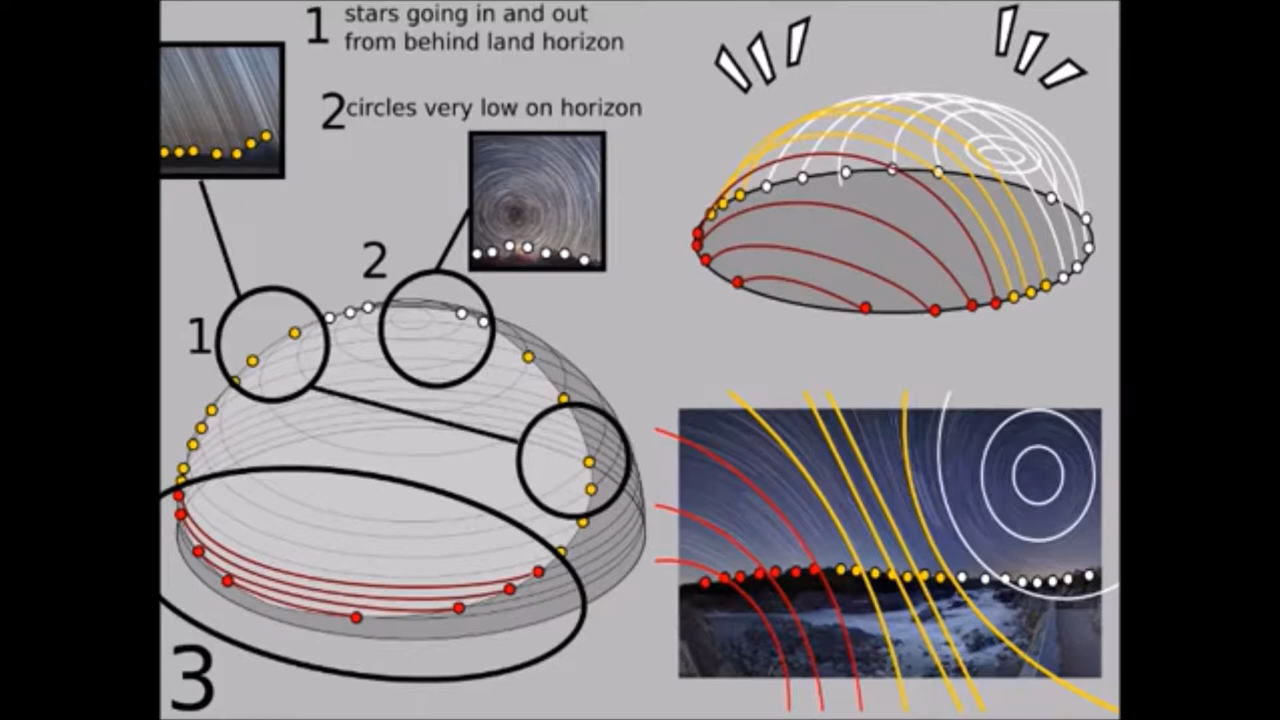 1 stars going in and out
from behind land horizon
2 circles very low on horizon
2
1
3